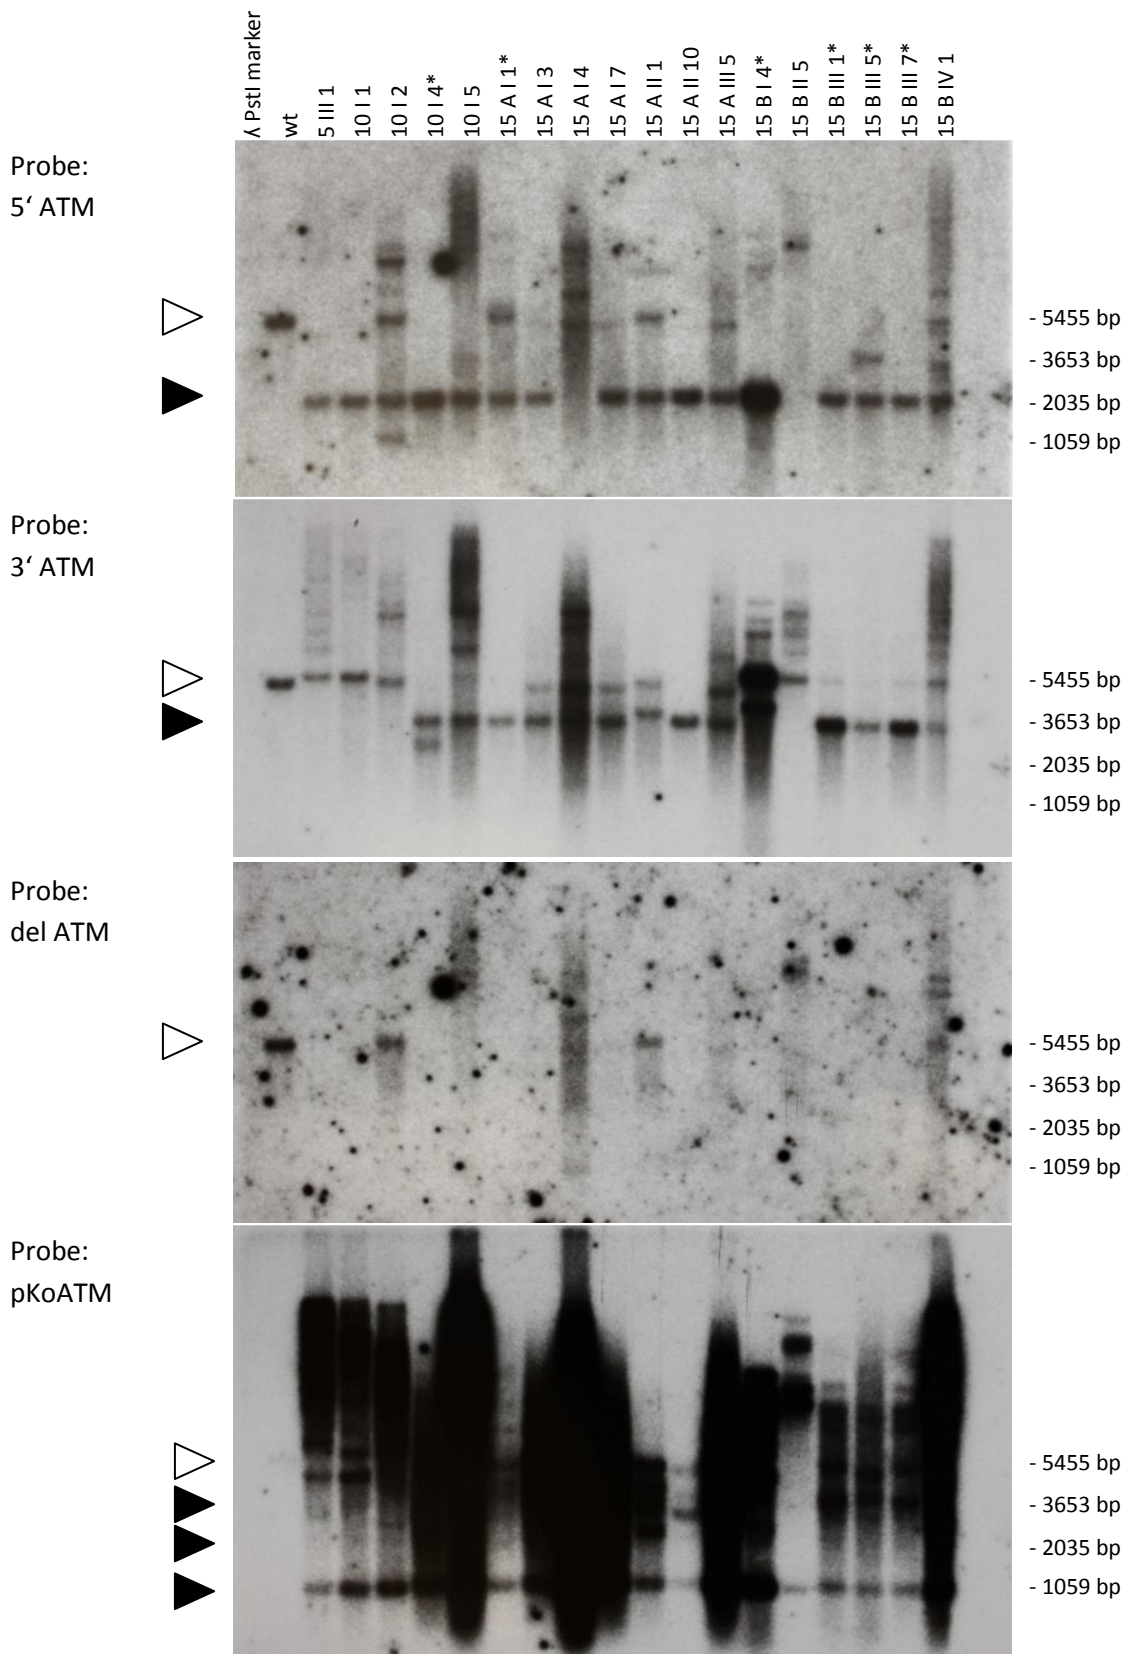 ⅄ PstI marker
wt
5 III 1
10 I 1
10 I 2
10 I 4*
10 I 5
15 A I 1*
15 A I 3
15 A I 4
15 A I 7
15 A II 1
15 A II 10
15 A III 5
15 B I 4*
15 B II 5
15 B III 1*
15 B III 5*
15 B III 7*
15 B IV 1
Probe:
5‘ ATM
- 5455 bp
- 3653 bp
- 2035 bp
- 1059 bp
Probe:
3‘ ATM
- 5455 bp
- 3653 bp
- 2035 bp
- 1059 bp
Probe:
del ATM
- 5455 bp
- 3653 bp
- 2035 bp
- 1059 bp
Probe:
pKoATM
- 5455 bp
- 3653 bp
- 2035 bp
- 1059 bp